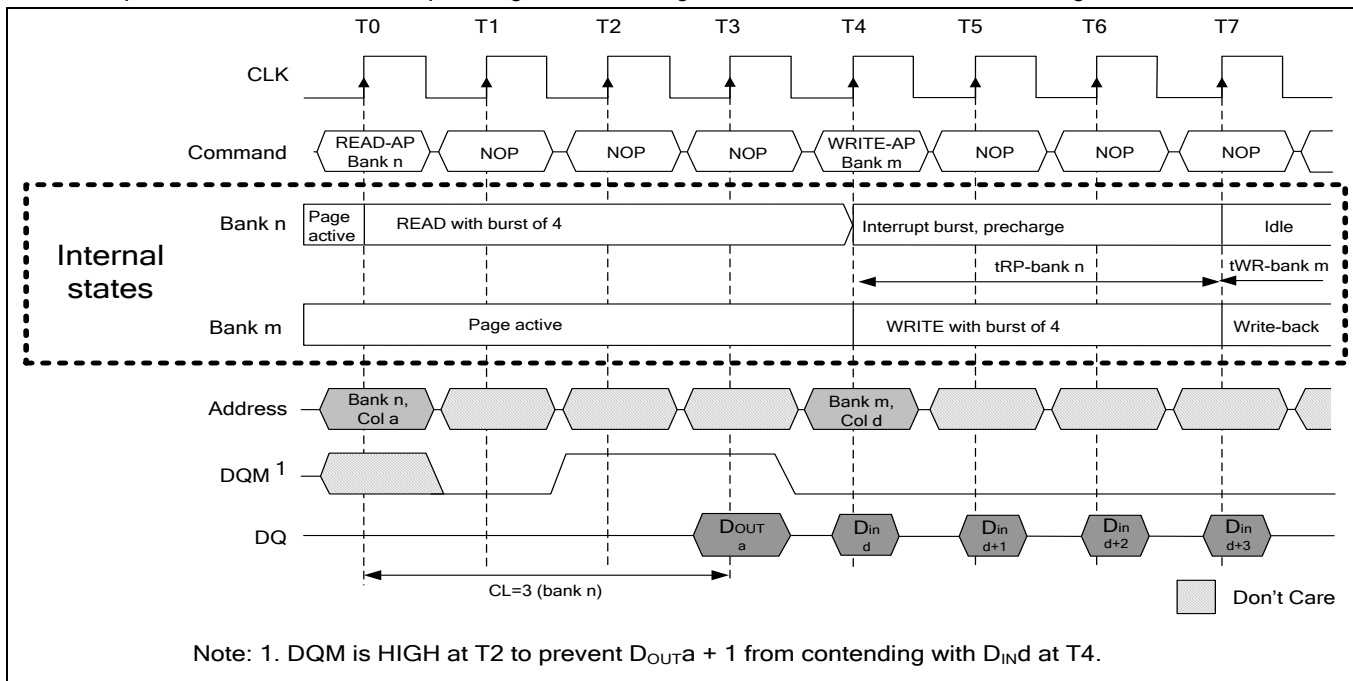 T0 T1 T2 T3 T4 T5 T6 T7
CLK
Command READ-AP Bank n NOP NOP NOP WRITE-AP Bank m NOP NOP NOP
Internal states
Bank n Page active READ with burst of 4 Interrupt burst, precharge Idle
tRP-bank n tWR-bank m
Bank m Page active WRITE with burst of 4 Write-back
Address Bank n, Col a Bank m, Col d
DQM 1
DQ DOUT a Din d Din d+1 Din d+2 Din d+3
CL=3 (bank n)
Don't Care
Note: 1. DQM is HIGH at T2 to prevent DOUTa + 1 from contending with DINd at T4.